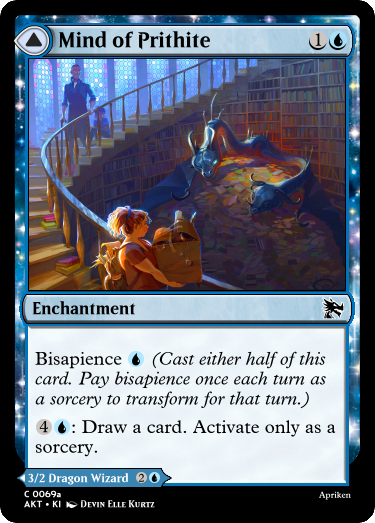 Mind of Prithite 1
Enchantment
Bisapience (Cast either half of this
card. Pay bisapience once each turn as
a sorcery to transform for that turn.)
4: Draw a card. Activate only as a
sorcery.
3/2 Dragon Wizard 2
C 0069a
AKT • KI Devin Elle Kurtz
Apriken